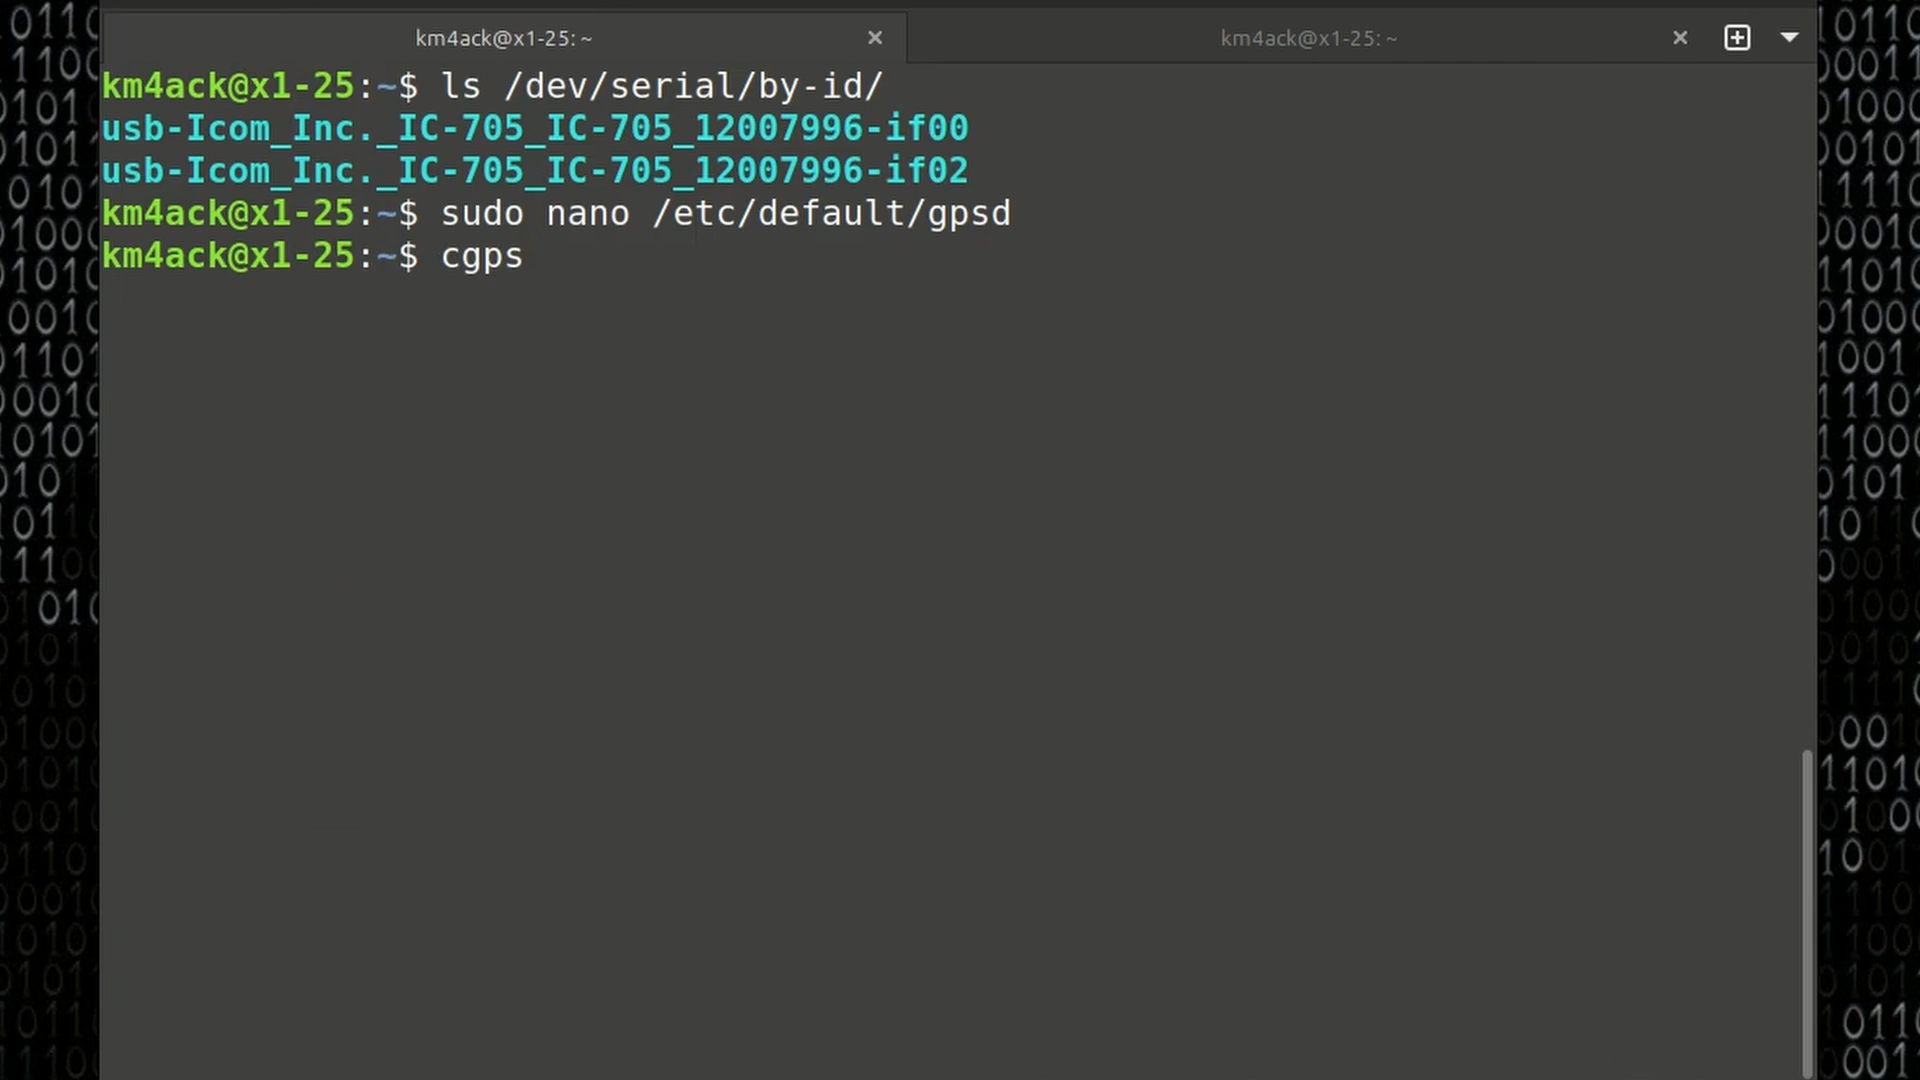 km4ack@x1-25: ~
km4ack@x1-25: ~
km4ack@x1-25:~$ ls /dev/serial/by-id/
usb-Icom_Inc._IC-705_IC-705_12007996-if00
usb-Icom_Inc._IC-705_IC-705_12007996-if02
km4ack@x1-25:~$ sudo nano /etc/default/gpsd
km4ack@x1-25:~$ cgps